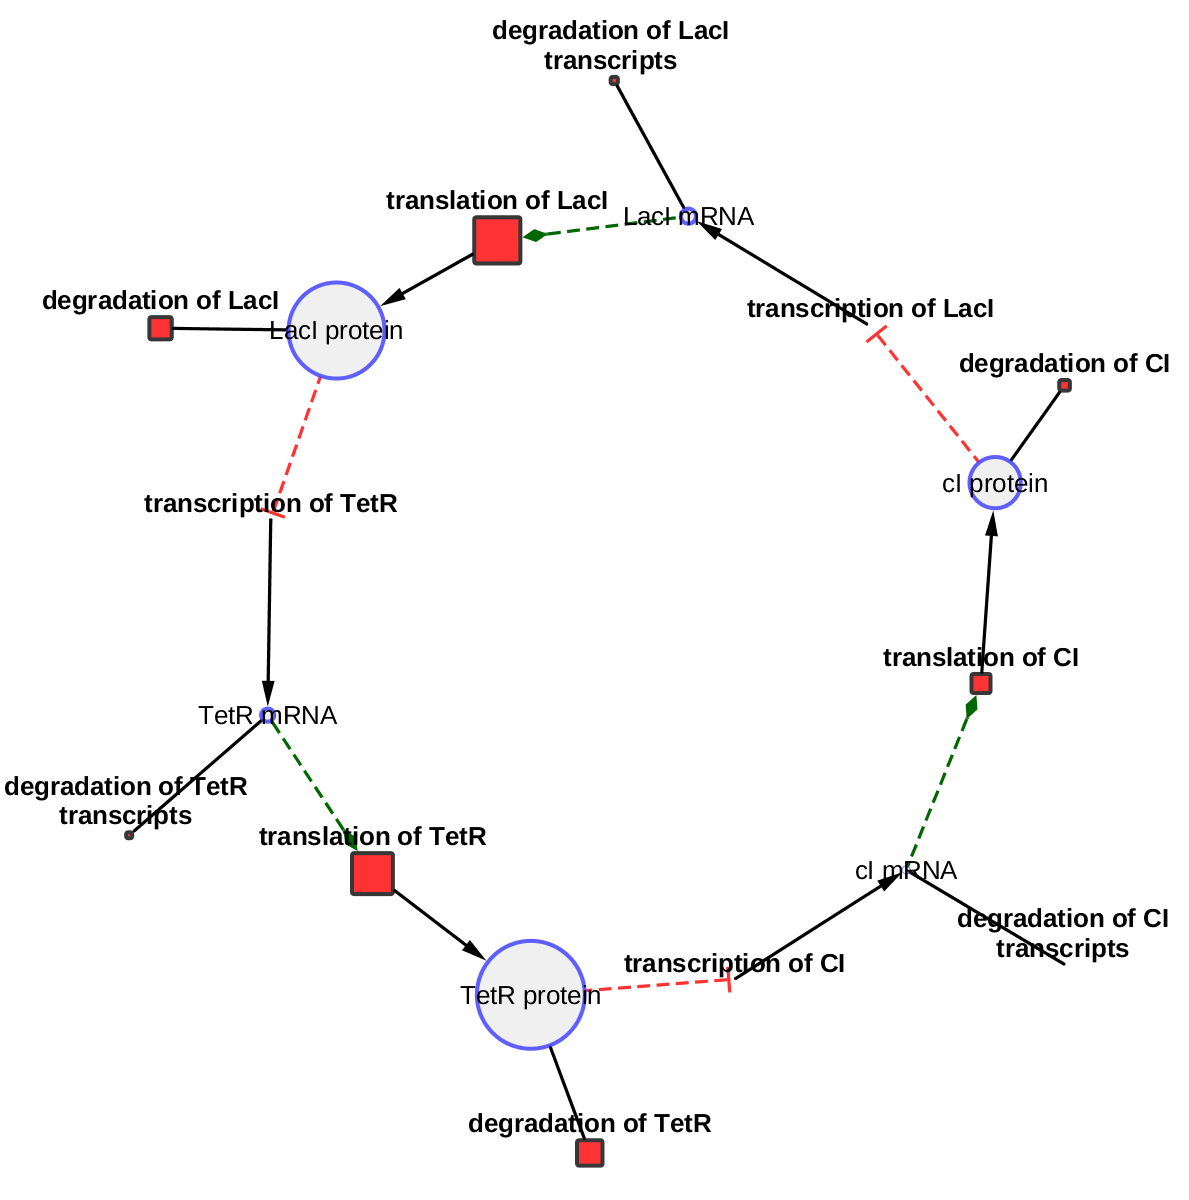 degradation of LacI
transcripts
translation of LacI
LacI mRNA
degradation of LacI
transcription of LacI
LacI protein
degradation of CI
cI protein
transcription of TetR
translation of CI
TetR mRNA
degradation of TetR
transcripts
translation of TetR
cI mRNA
degradation of CI
transcripts
transcription of CI
TetR protein
degradation of TetR